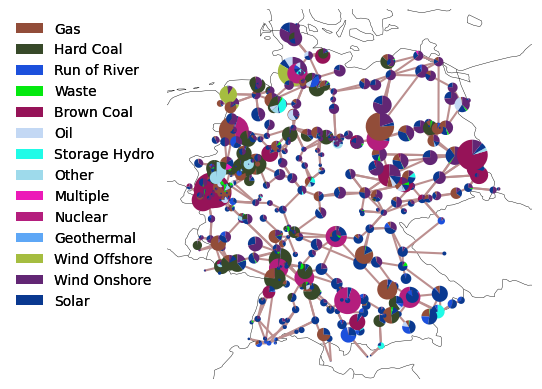 Gas
Hard Coal
Run of River
Waste
Brown Coal
Oil
Storage Hydro
Other
Multiple
Nuclear
Geothermal
Wind Offshore
Wind Onshore
Solar